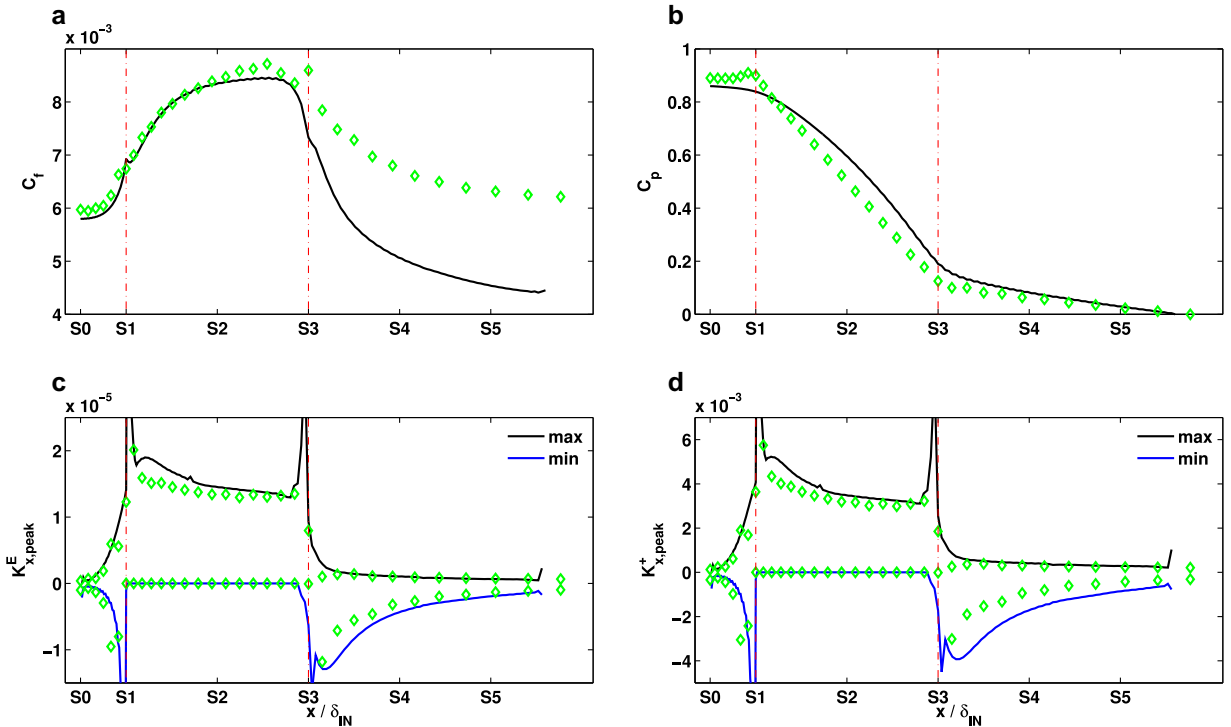 a
x 10⁻³
9
8
7
6
5
4
C_f
S0 S1 S2 S3 S4 S5
b
1
0.8
0.6
0.4
0.2
0
C_p
S0 S1 S2 S3 S4 S5
c
x 10⁻⁵
2
1
0
−1
K^E_x,peak
max
min
S0 S1 S2 S3 S4 S5
x / δ_IN
d
x 10⁻³
6
4
2
0
−2
−4
K^+_x,peak
max
min
S0 S1 S2 S3 S4 S5
x / δ_IN